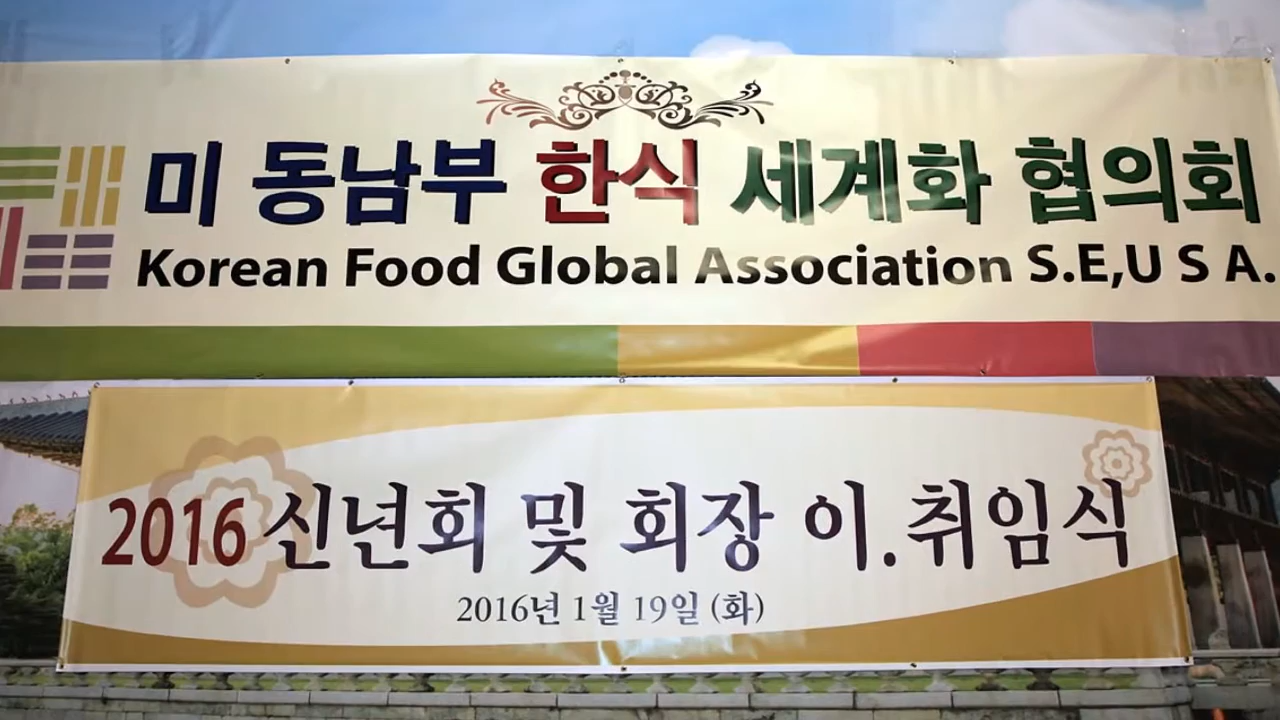 미 동남부 한식 세계화 협의회
Korean Food Global Association S.E,U S A.
2016 신년회 및 회장 이.취임식
2016년 1월 19일 (화)